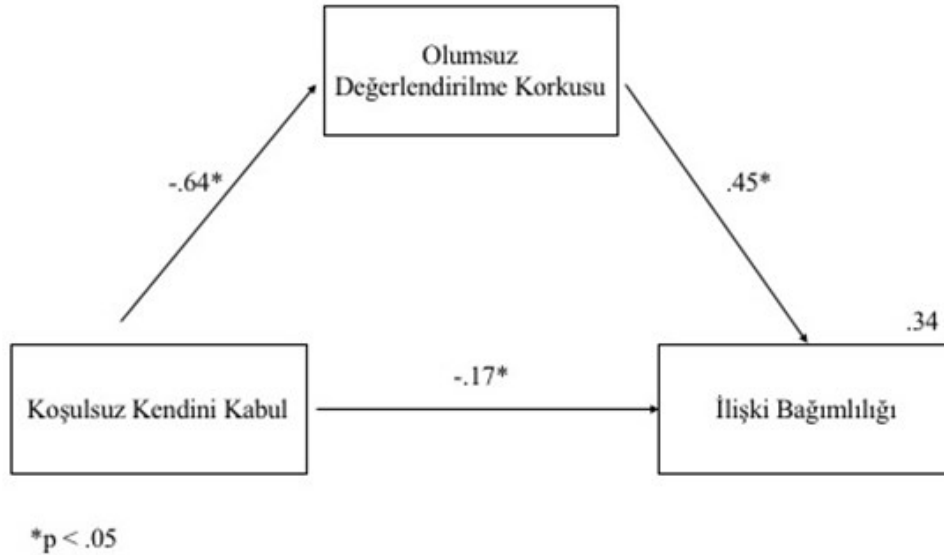 Olumsuz
Değerlendirilme Korkusu
-.64*
.45*
.34
Koşulsuz Kendini Kabul
-.17*
İlişki Bağımlılığı
*p < .05